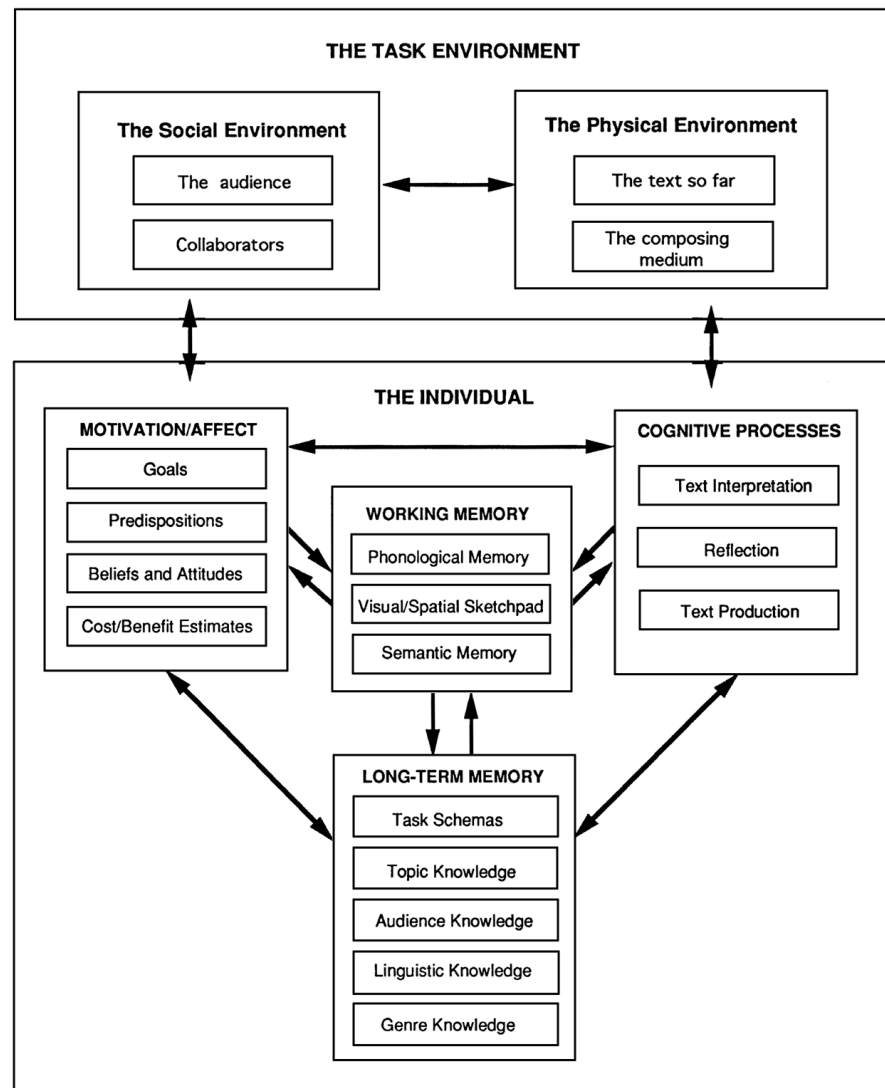 THE TASK ENVIRONMENT
The Social Environment
The audience
Collaborators
The Physical Environment
The text so far
The composing
medium
THE INDIVIDUAL
MOTIVATION/AFFECT
Goals
Predispositions
Beliefs and Attitudes
Cost/Benefit Estimates
WORKING MEMORY
Phonological Memory
Visual/Spatial Sketchpad
Semantic Memory
COGNITIVE PROCESSES
Text Interpretation
Reflection
Text Production
LONG-TERM MEMORY
Task Schemas
Topic Knowledge
Audience Knowledge
Linguistic Knowledge
Genre Knowledge